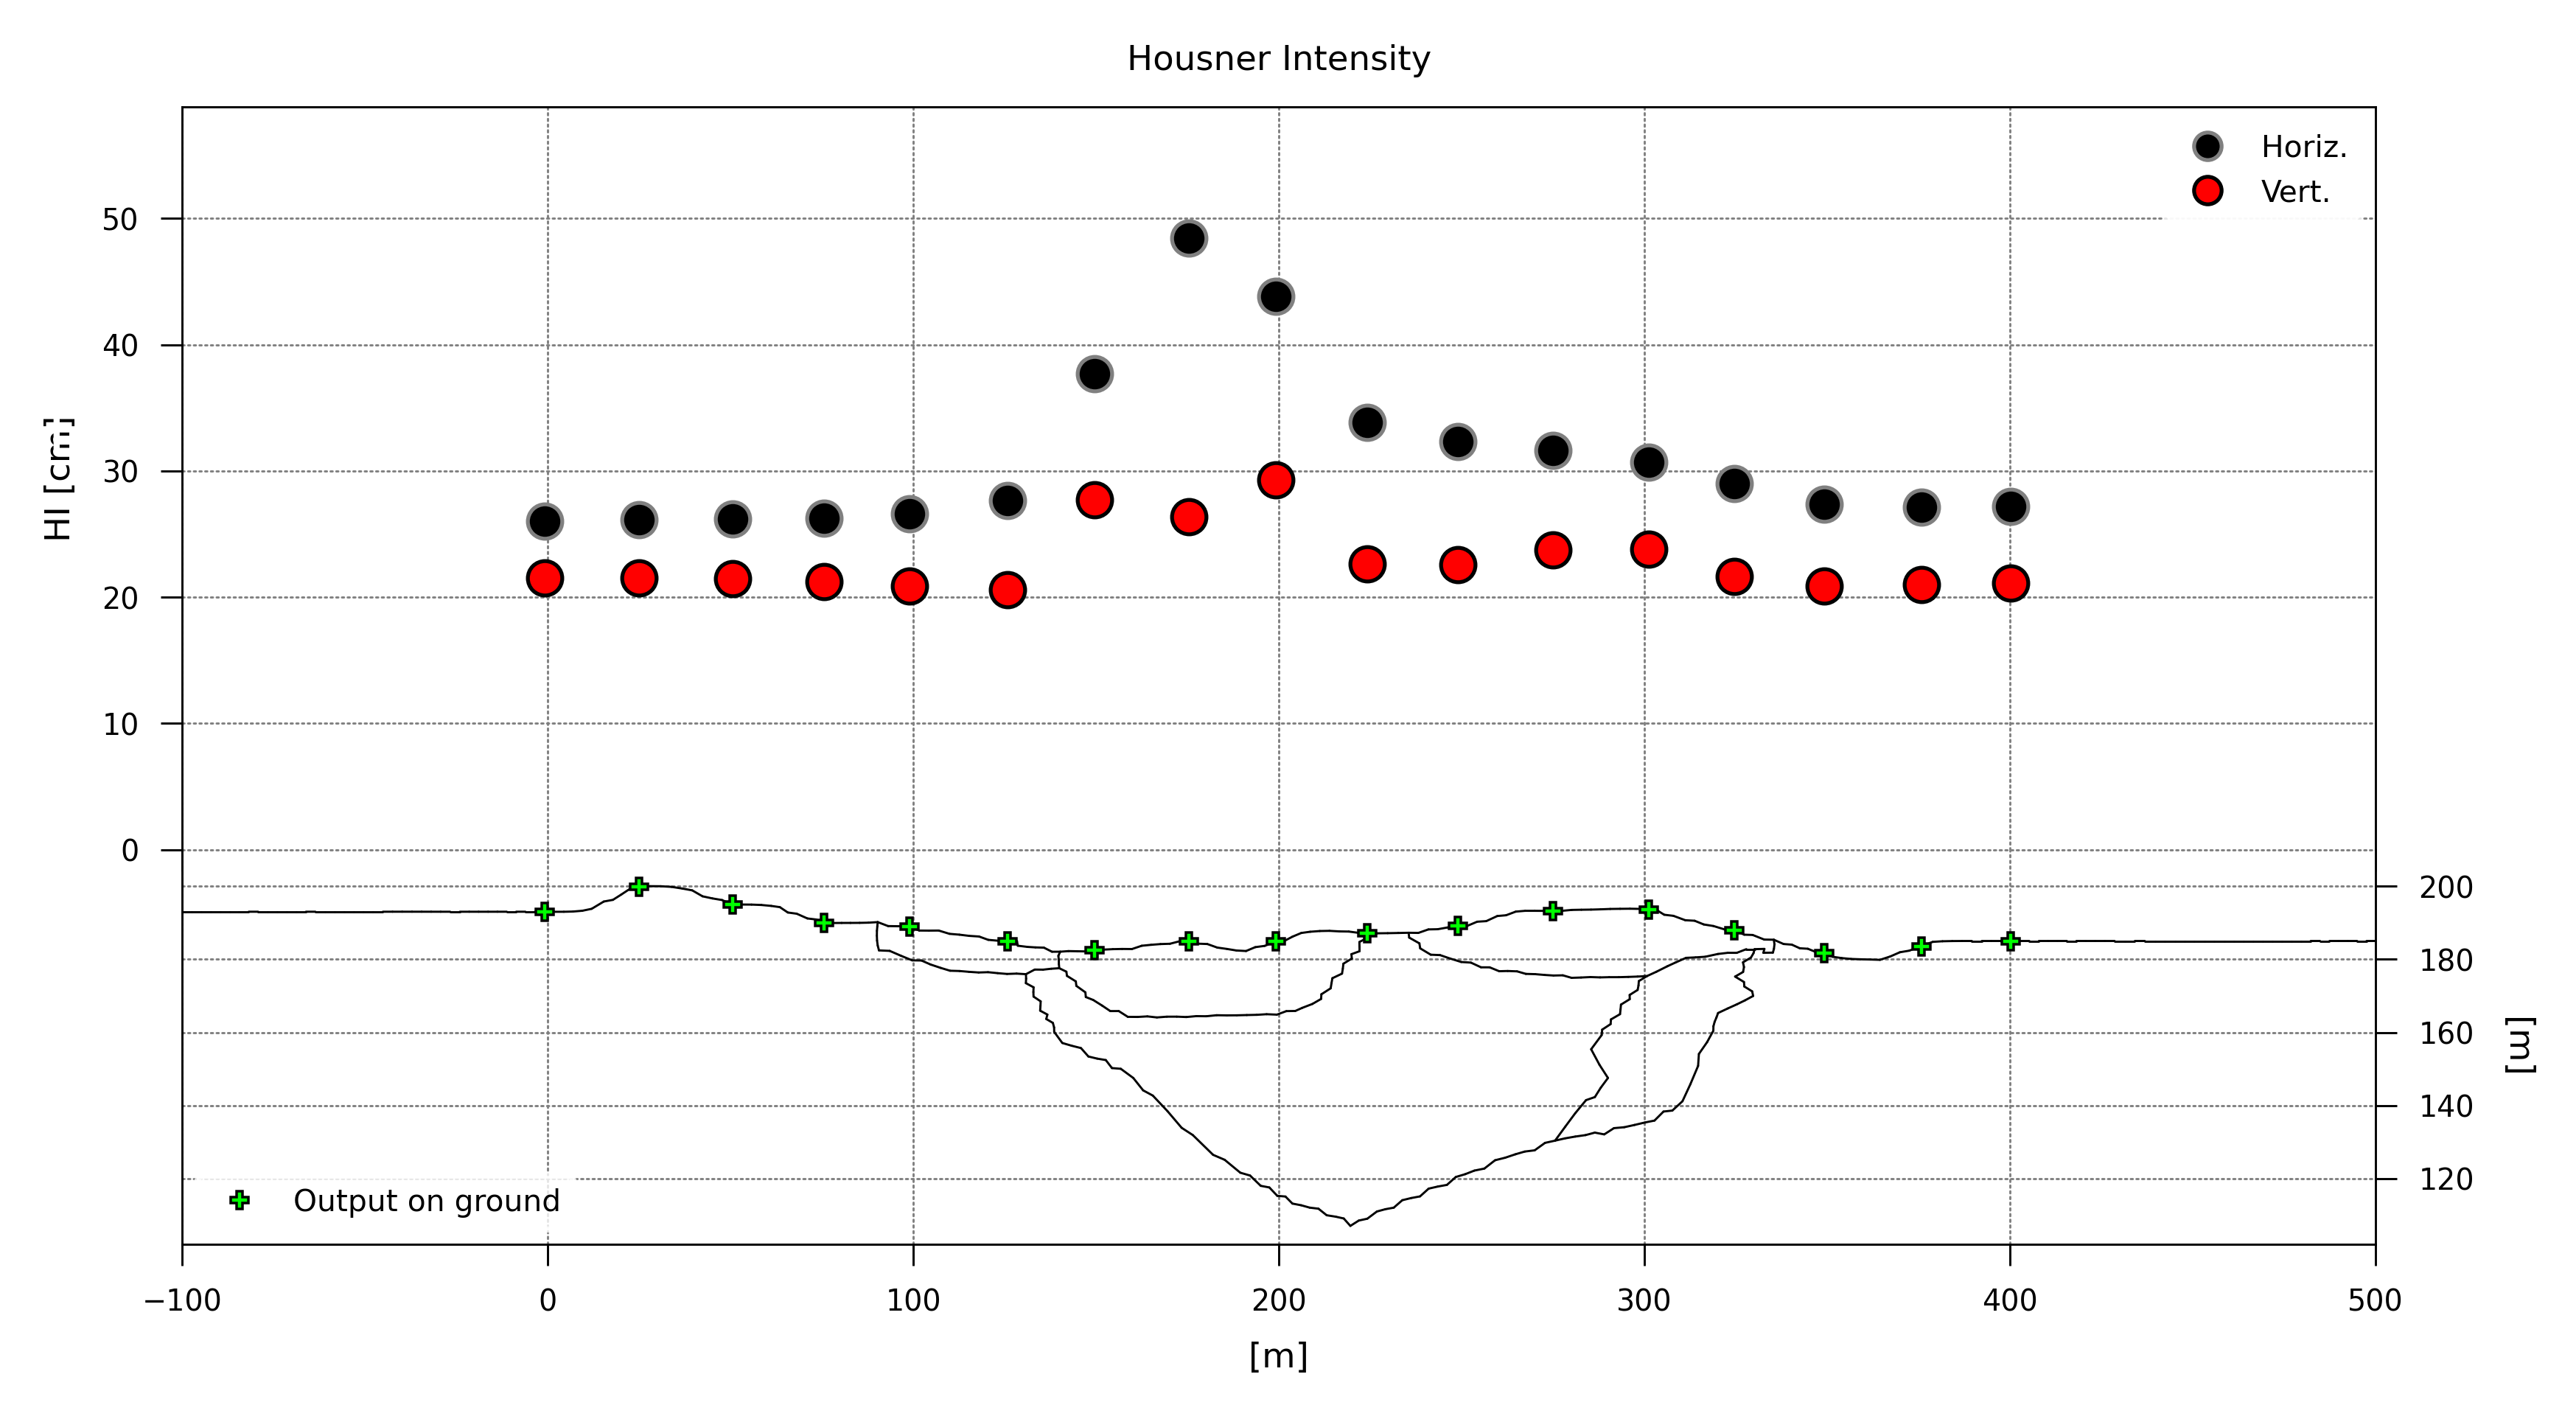 Housner Intensity
Horiz.
Vert.
HI [cm]
50
40
30
20
10
0
200
180
160
140
120
[m]
Output on ground
−100 0 100 200 300 400 500
[m]